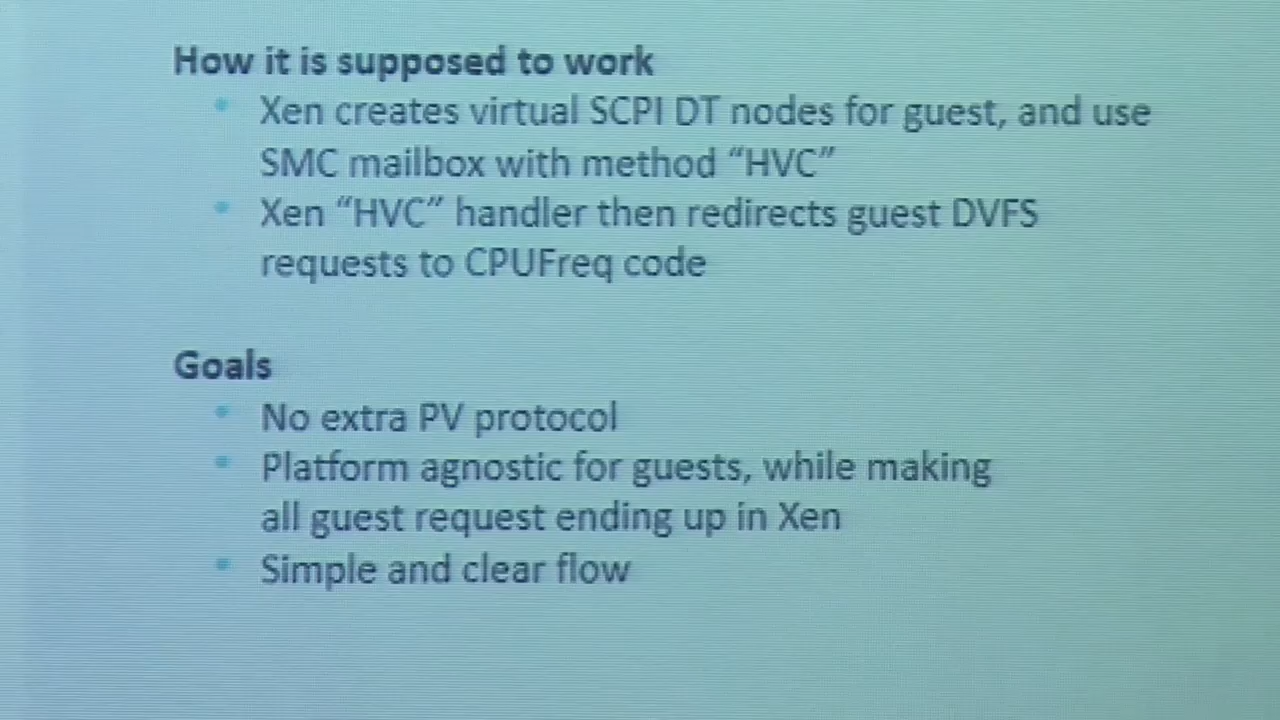 How it is supposed to work
Xen creates virtual SCPI DT nodes for guest, and use
SMC mailbox with method “HVC”
Xen “HVC” handler then redirects guest DVFS
requests to CPUFreq code
Goals
No extra PV protocol
Platform agnostic for guests, while making
all guest request ending up in Xen
Simple and clear flow